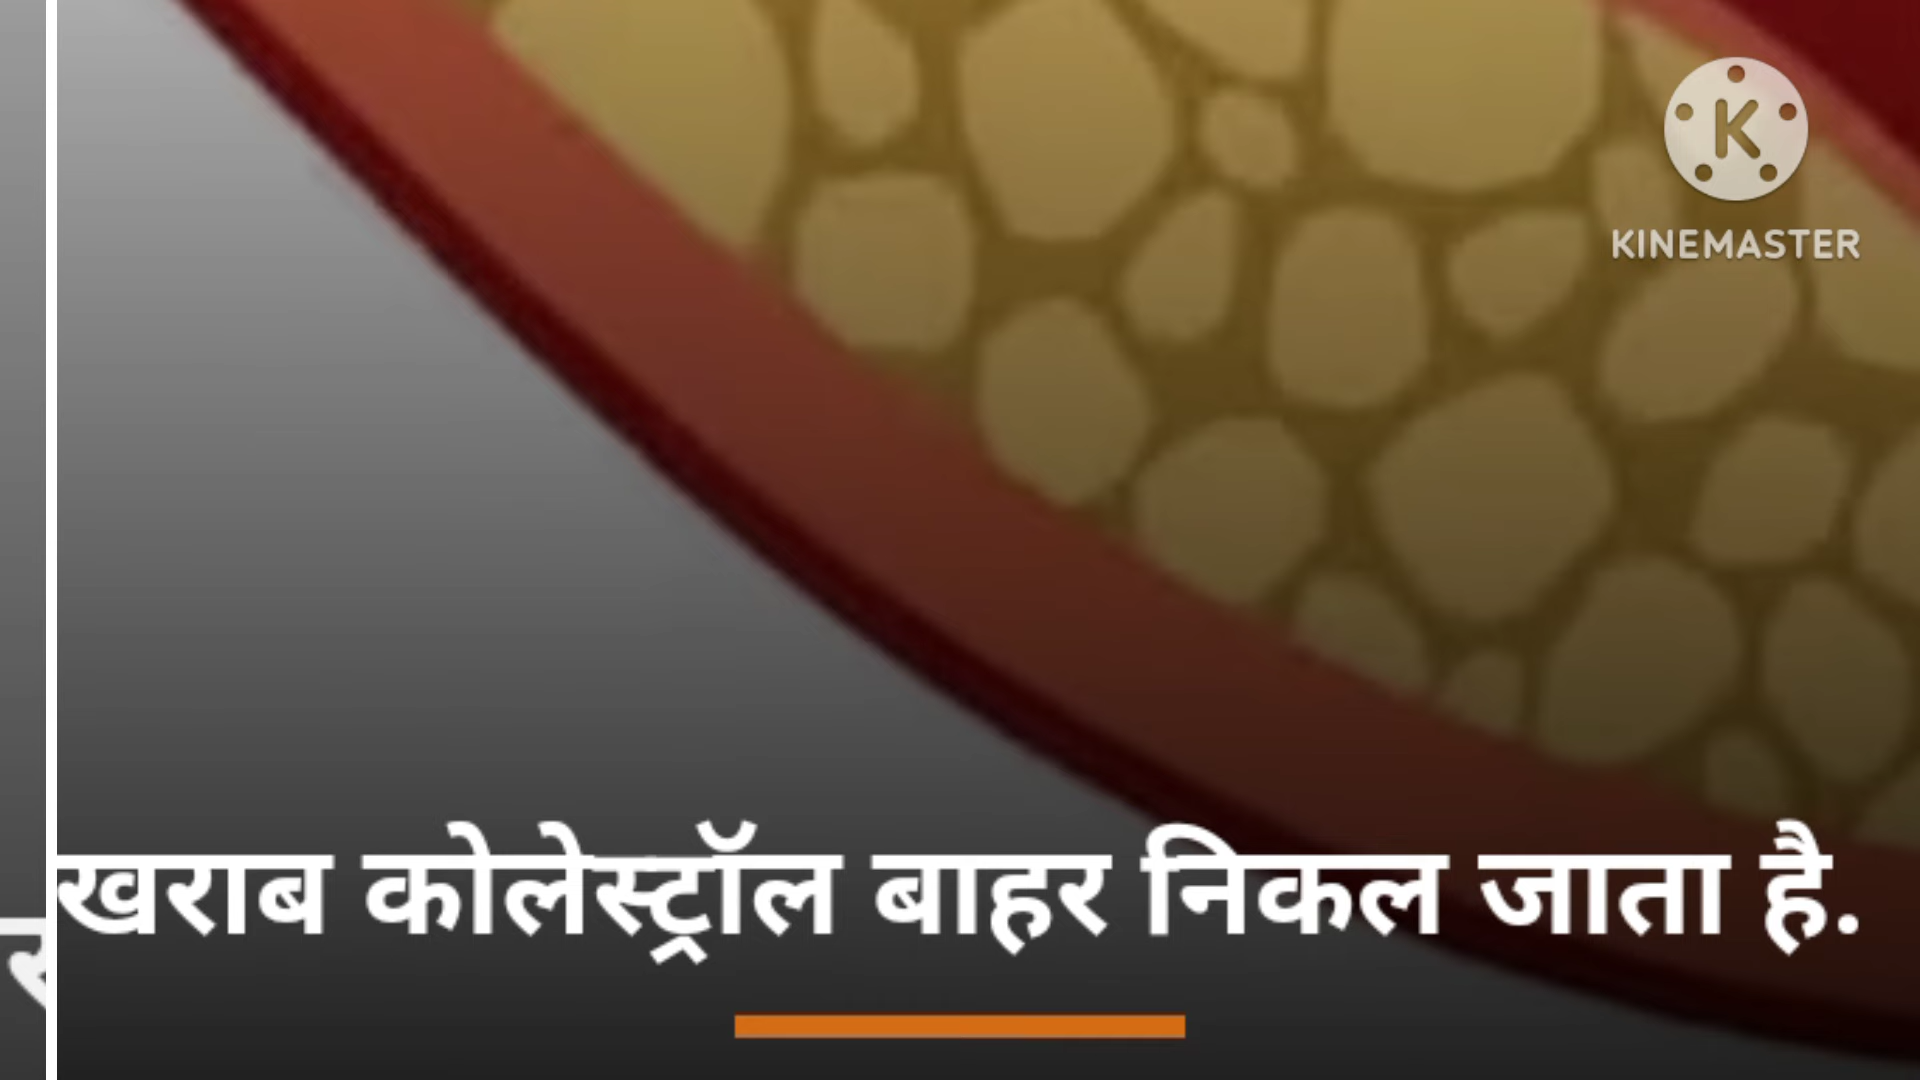 KINEMASTER
खराब कोलेस्ट्रॉल बाहर निकल जाता है.